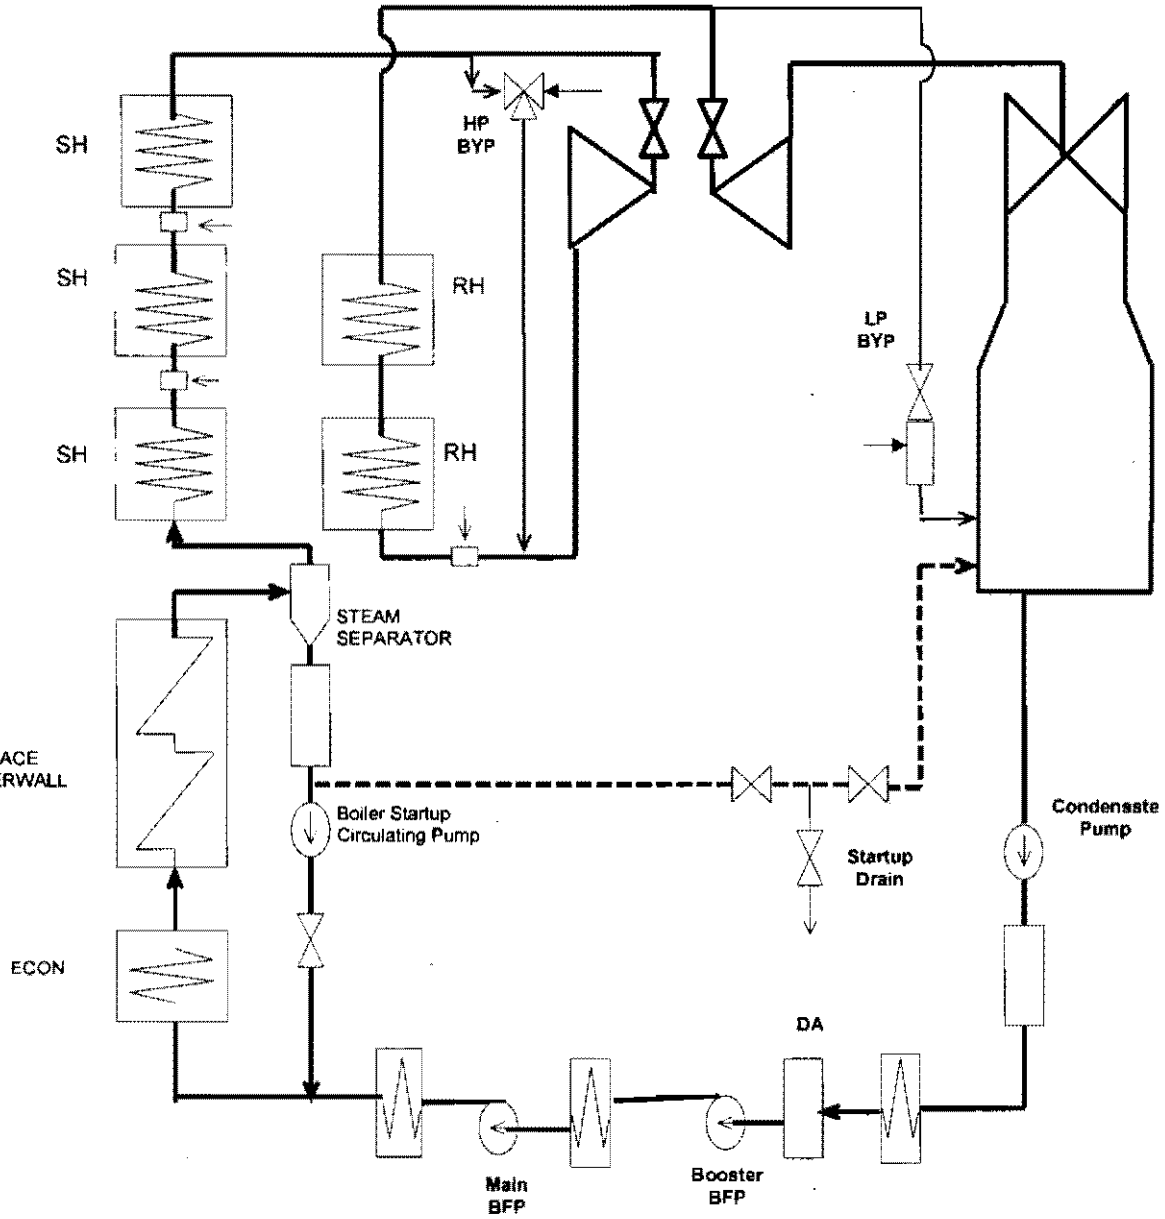 SH
HP
BYP
SH
RH
LP
BYP
SH
RH
STEAM
SEPARATOR
ACE
ERWALL
Boiler Startup
Circulating Pump
Condensate
Pump
Startup
Drain
ECON
DA
Main
BFP
Booster
BFP